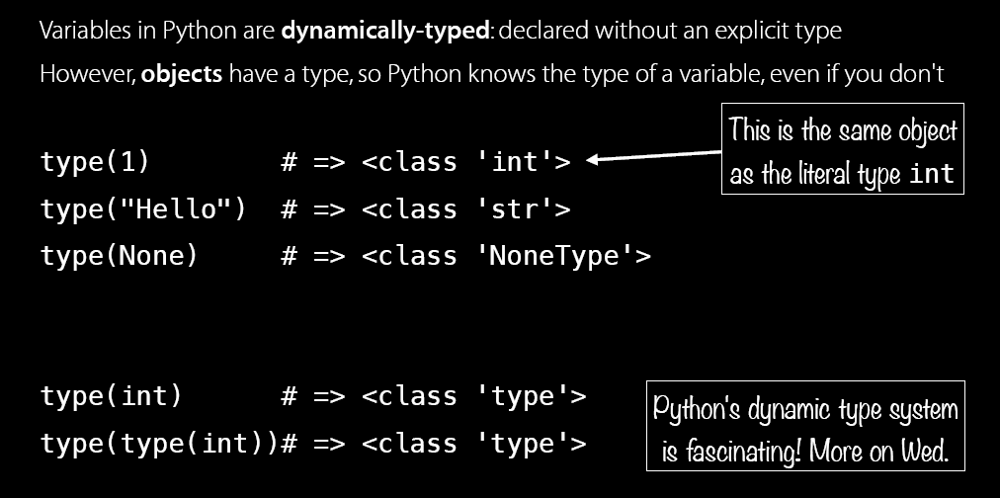 Variables in Python are dynamically-typed: declared without an explicit type
However, objects have a type, so Python knows the type of a variable, even if you don't
This is the same object
as the literal type int
type(1) # => <class 'int'>
type("Hello") # => <class 'str'>
type(None) # => <class 'NoneType'>
type(int) # => <class 'type'>
type(type(int))# => <class 'type'>
Python's dynamic type system
is fascinating! More on Wed.